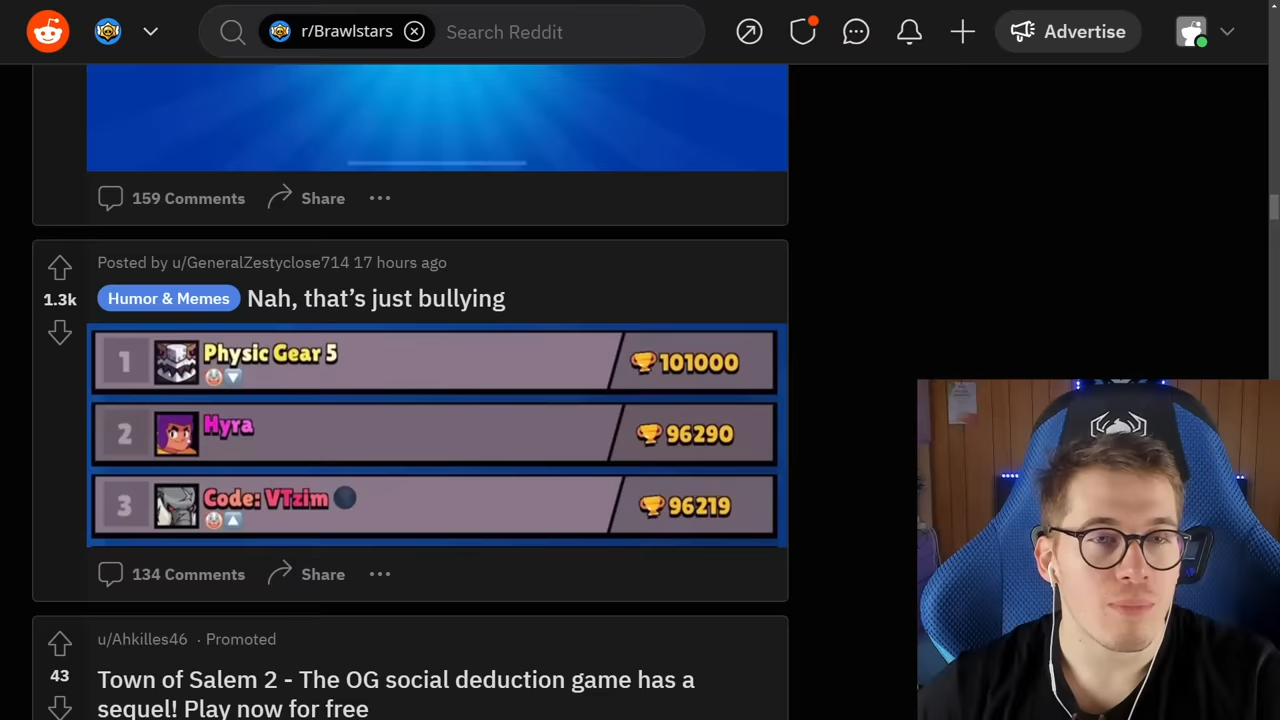 r/Brawlstars
Search Reddit
Advertise
159 Comments
Share
Posted by u/GeneralZestyclose714 17 hours ago
1.3k
Humor & Memes
Nah, that’s just bullying
1
Physic Gear 5
101000
2
Hyra
96290
3
Code: VTzim
96219
134 Comments
Share
u/Ahkilles46 · Promoted
43
Town of Salem 2 - The OG social deduction game has a
sequel! Play now for free